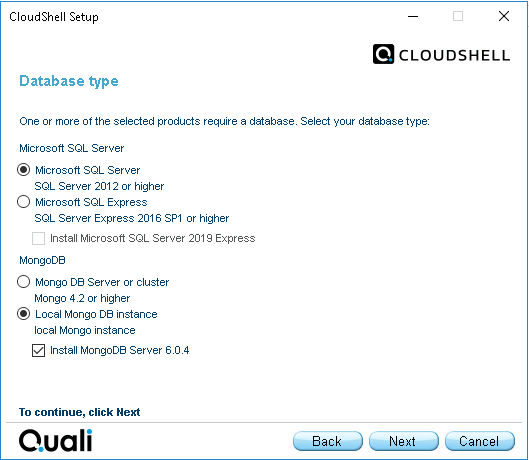 CloudShell Setup
CLOUDSHELL
Database type
One or more of the selected products require a database. Select your database type:
Microsoft SQL Server
Microsoft SQL Server
SQL Server 2012 or higher
Microsoft SQL Express
SQL Server Express 2016 SP1 or higher
Install Microsoft SQL Server 2019 Express
MongoDB
Mongo DB Server or cluster
Mongo 4.2 or higher
Local Mongo DB instance
local Mongo instance
Install MongoDB Server 6.0.4
To continue, click Next
Quali
Back Next Cancel